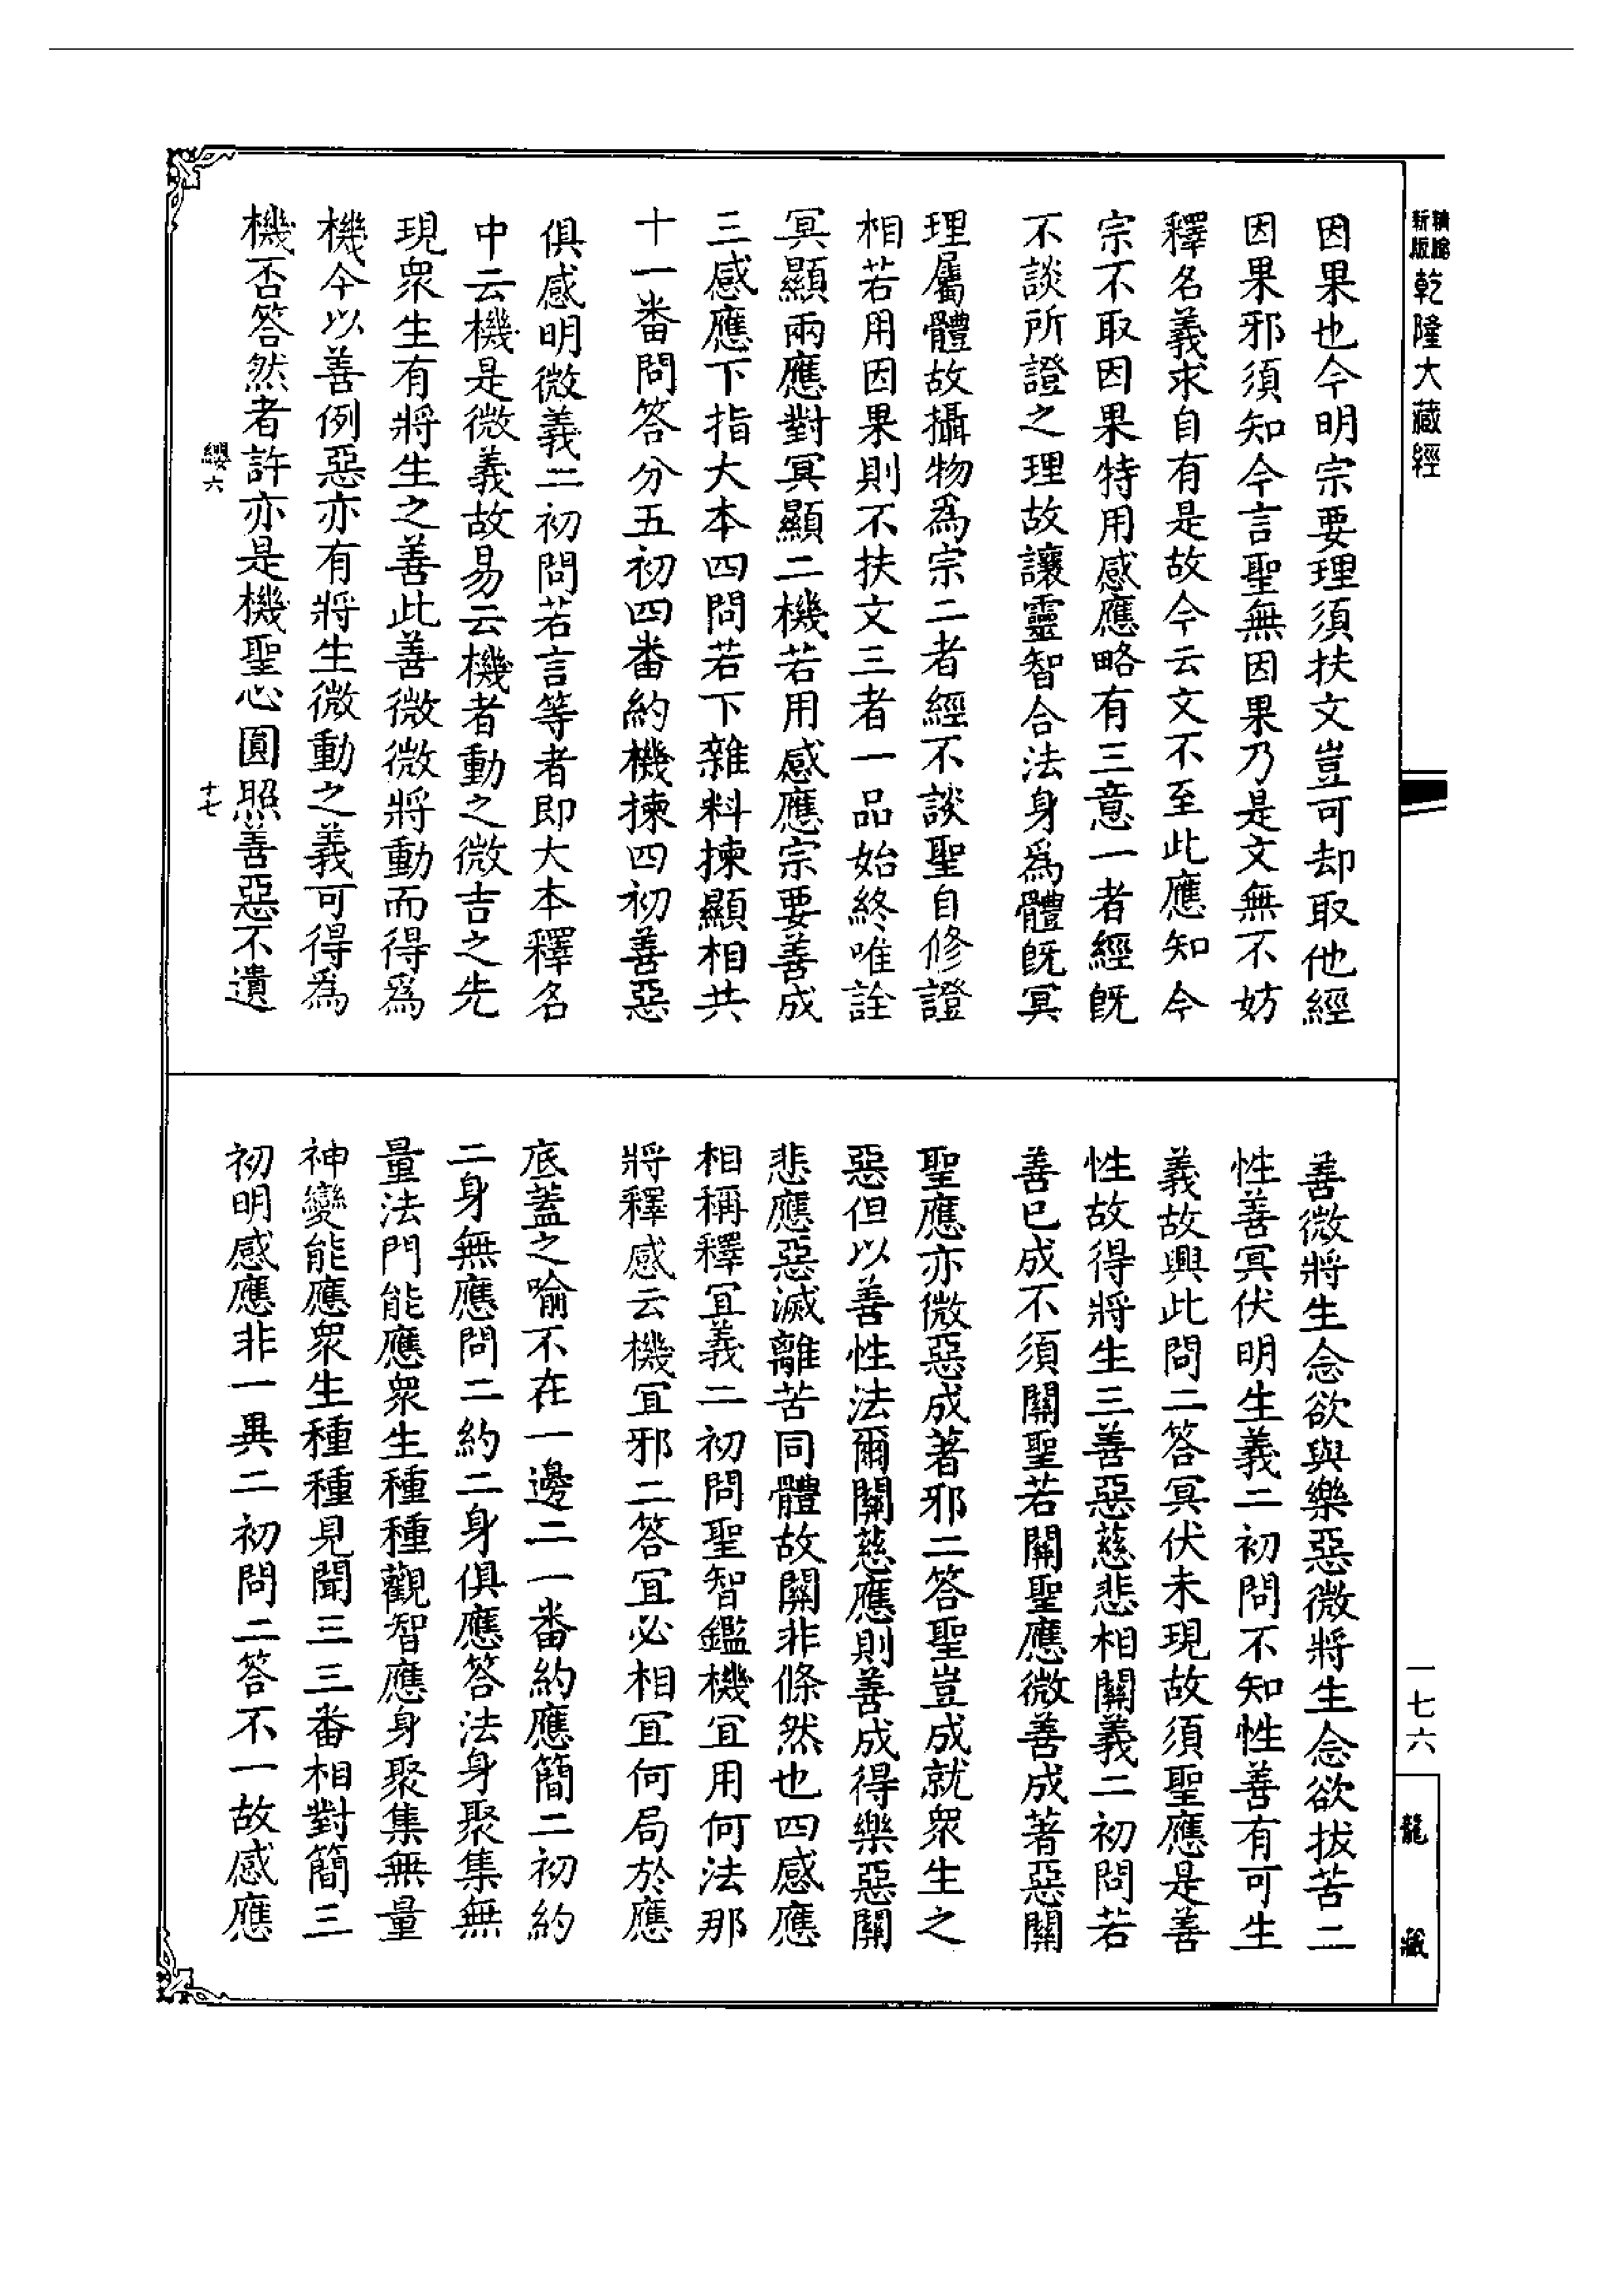 新版精縮乾隆大藏經
因果也今明宗要理須扶文豈可却取他經
因果邪須知今言聖無因果乃是文無不妨
釋名義求自有是故今云文不至此應知今
宗不取因果特用感應略有三意一者經旣
不談所證之理故讓靈智合法身爲體旣冥
理屬體故攝物爲宗二者經不談聖自修證
相若用因果則不扶文三者一品始終唯詮
冥顯兩應對冥顯二機若用感應宗要善成
三感應下指大本四問若下雜料揀顯相共
十一番問答分五初四番約機揀四初善惡
俱感明微義二初問若言等者即大本釋名
中云機是微義故易云機者動之微吉之先
現衆生有將生之善此善微微將動而得爲
機今以善例惡亦有將生微動之義可得爲
機否答然者許亦是機聖心圓照善惡不遺
纓六
十七
善微將生念欲與樂惡微將生念欲拔苦二
性善冥伏明生義二初問不知性善有可生
義故興此問二答冥伏未現故須聖應是善
性故得將生三善惡慈悲相關義二初問若
善已成不須關聖若關聖應微善成著惡關
聖應亦微惡成著邪二答聖豈成就衆生之
惡但以善性法爾關慈應則善成得樂惡關
悲應惡滅離苦同體故關非條然也四感應
相稱釋宜義二初問聖智鑑機宜用何法那
將釋感云機宜邪二答宜必相宜何局於應
底蓋之喻不在一邊二一番約應簡二初約
二身無應問二約二身俱應答法身聚集無
量法門能應衆生種種觀智應身聚集無量
神變能應衆生種種見聞三三番相對簡三
初明感應非一異二初問二答不一故感應
一七六
龍藏